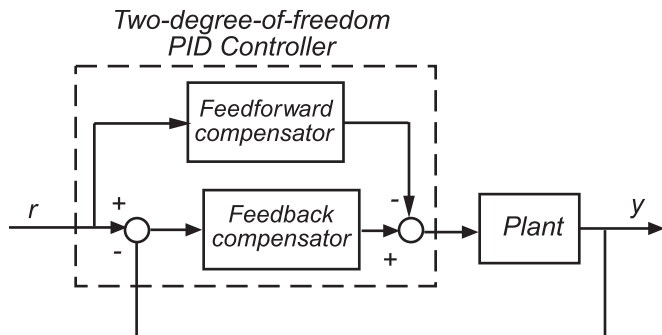 Two-degree-of-freedom
PID Controller
Feedforward
compensator
+
r
-
Feedback
compensator
-
+
Plant
y